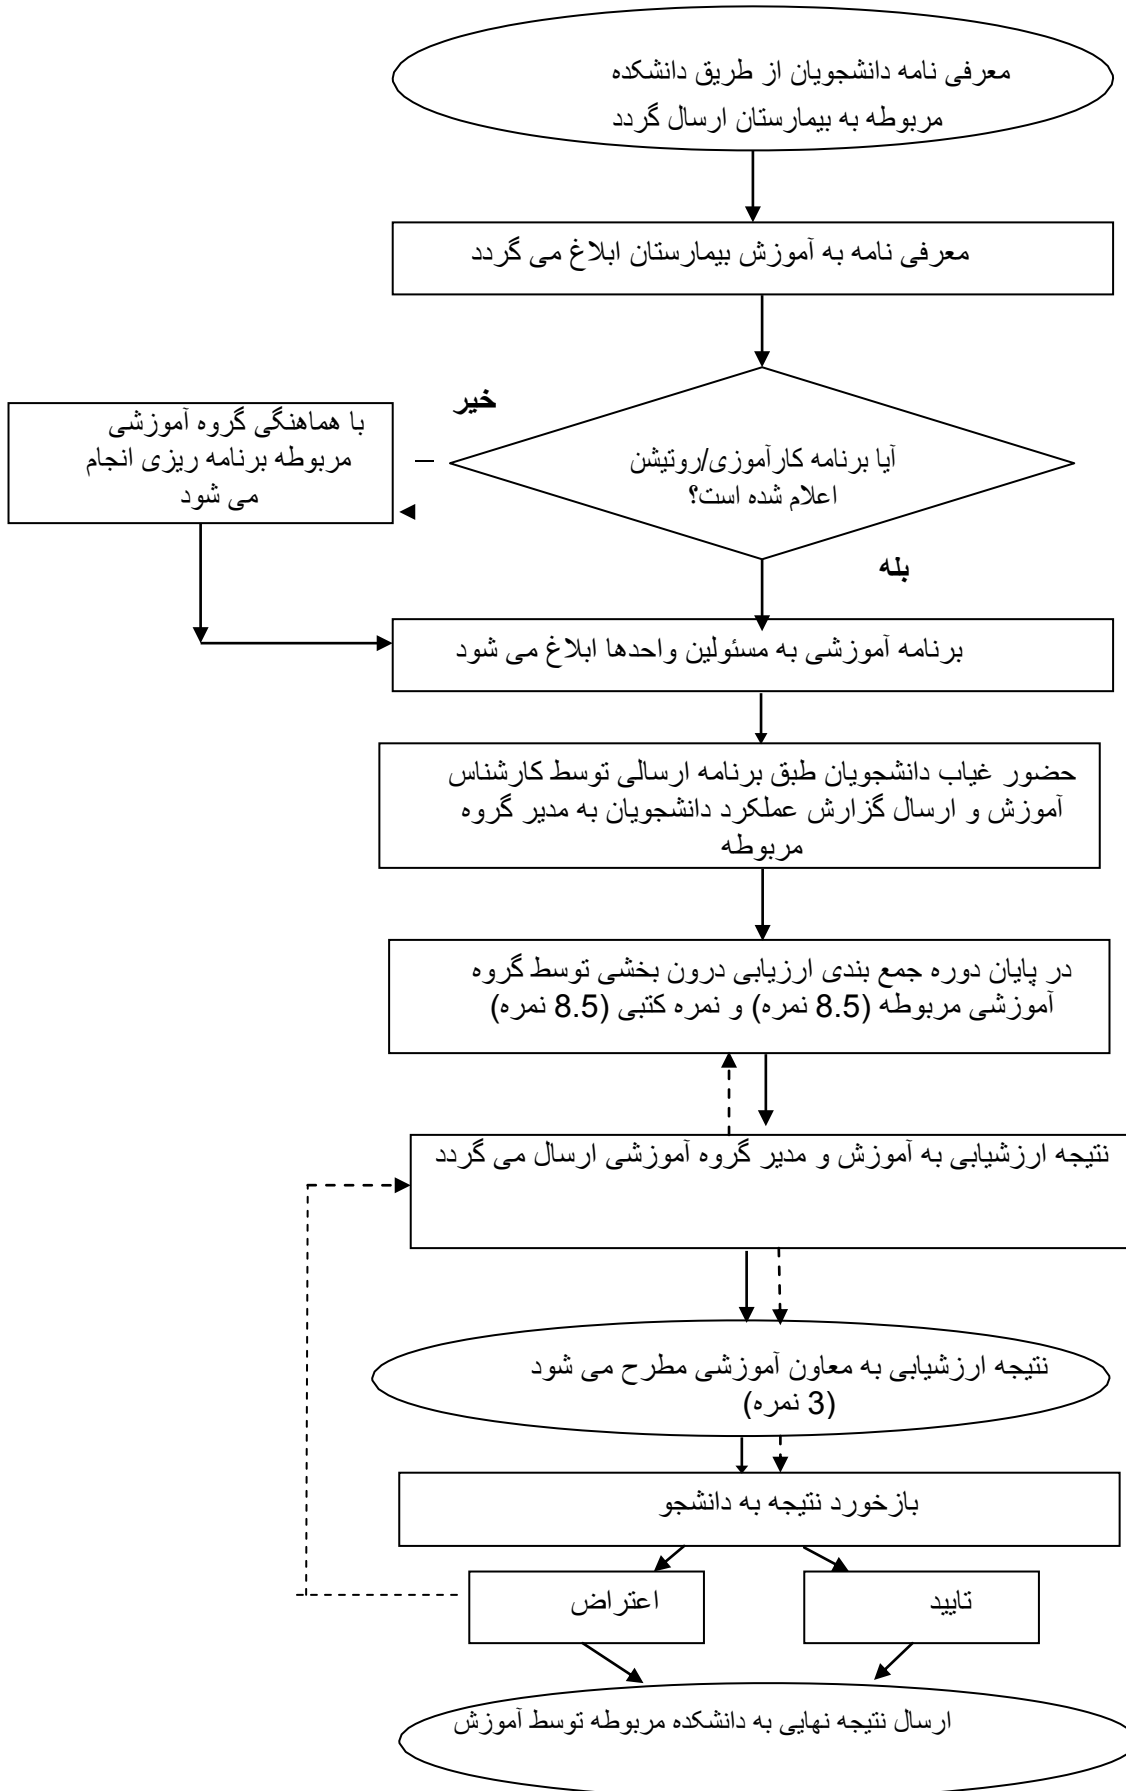 معرفی نامه دانشجویان از طریق دانشکده
مربوطه به بیمارستان ارسال گردد
معرفی نامه به آموزش بیمارستان ابلاغ می گردد
آیا برنامه کارآموزی/روتیشن
اعلام شده است؟
خیر
با هماهنگی گروه آموزشی
مربوطه برنامه ریزی انجام
می شود
بله
برنامه آموزشی به مسئولین واحدها ابلاغ می شود
حضور غیاب دانشجویان طبق برنامه ارسالی توسط کارشناس
آموزش و ارسال گزارش عملکرد دانشجویان به مدیر گروه
مربوطه
در پایان دوره جمع بندی ارزیابی درون بخشی توسط گروه
آموزشی مربوطه (8.5 نمره) و نمره کتبی (8.5 نمره)
نتیجه ارزشیابی به آموزش و مدیر گروه آموزشی ارسال می گردد
نتیجه ارزشیابی به معاون آموزشی مطرح می شود
(3 نمره)
بازخورد نتیجه به دانشجو
تایید
اعتراض
ارسال نتیجه نهایی به دانشکده مربوطه توسط آموزش